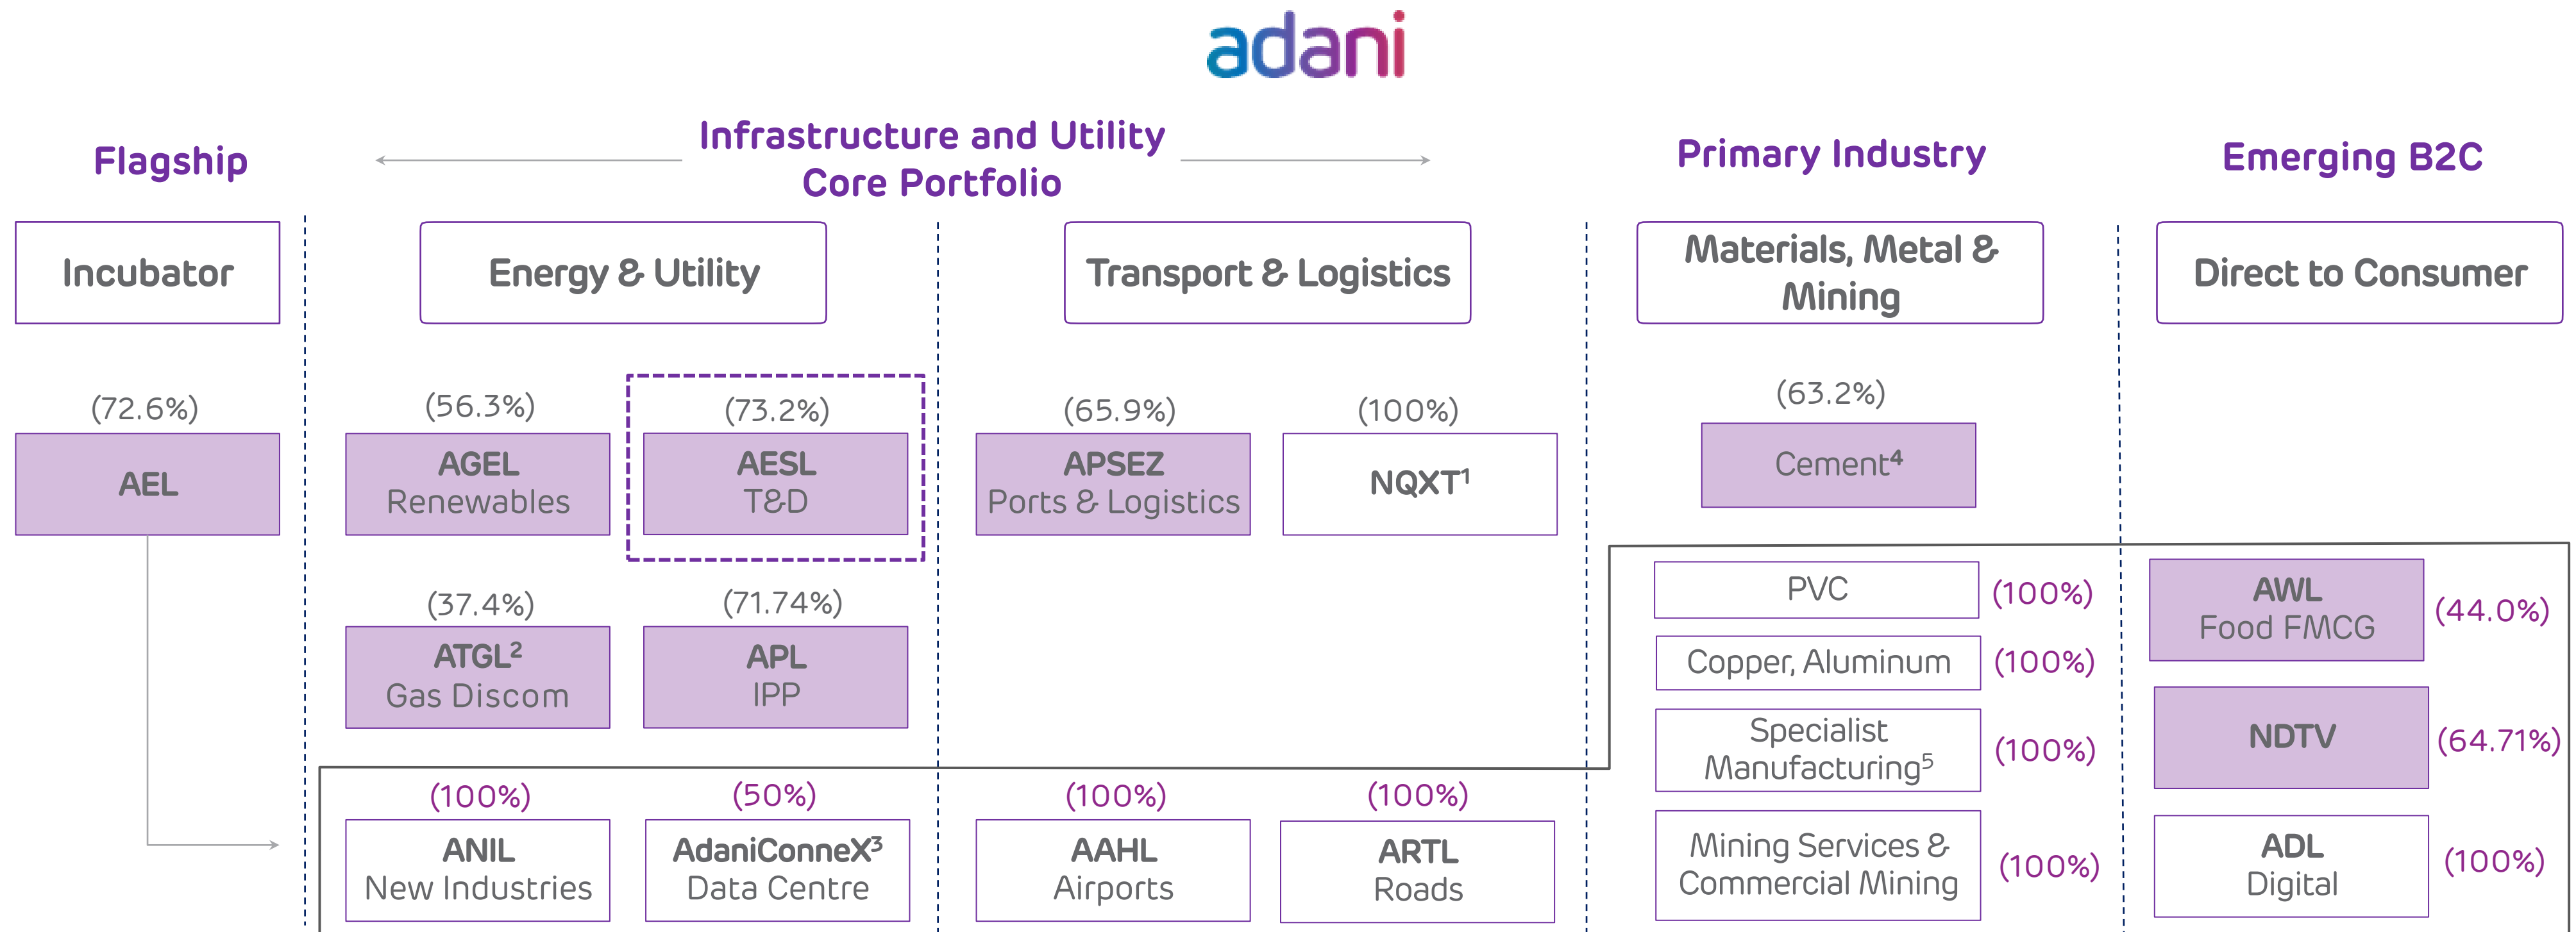 adani
Flagship
Infrastructure and Utility
Core Portfolio
Primary Industry
Emerging B2C
Incubator
Energy & Utility
Transport & Logistics
Materials, Metal &
Mining
Direct to Consumer
(72.6%)
AEL
(56.3%)
AGEL
Renewables
(73.2%)
AESL
T&D
(65.9%)
APSEZ
Ports & Logistics
(100%)
NQXT¹
(63.2%)
Cement⁴
(37.4%)
ATGL²
Gas Discom
(71.74%)
APL
IPP
PVC
(100%)
Copper, Aluminum
(100%)
Specialist
Manufacturing⁵
(100%)
Mining Services &
Commercial Mining
(100%)
AWL
Food FMCG
(44.0%)
NDTV
(64.71%)
ADL
Digital
(100%)
(100%)
ANIL
New Industries
(50%)
AdaniConneX³
Data Centre
(100%)
AAHL
Airports
(100%)
ARTL
Roads